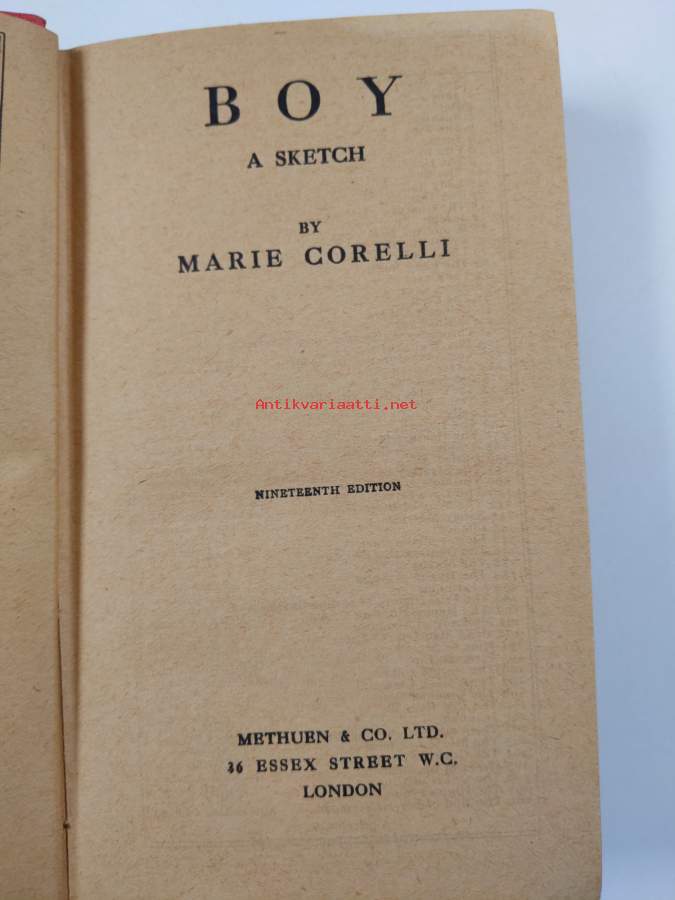 BOY
A SKETCH
BY
MARIE CORELLI
Antikvariaatti.net
NINETEENTH EDITION
METHUEN & CO. LTD.
36 ESSEX STREET W.C.
LONDON